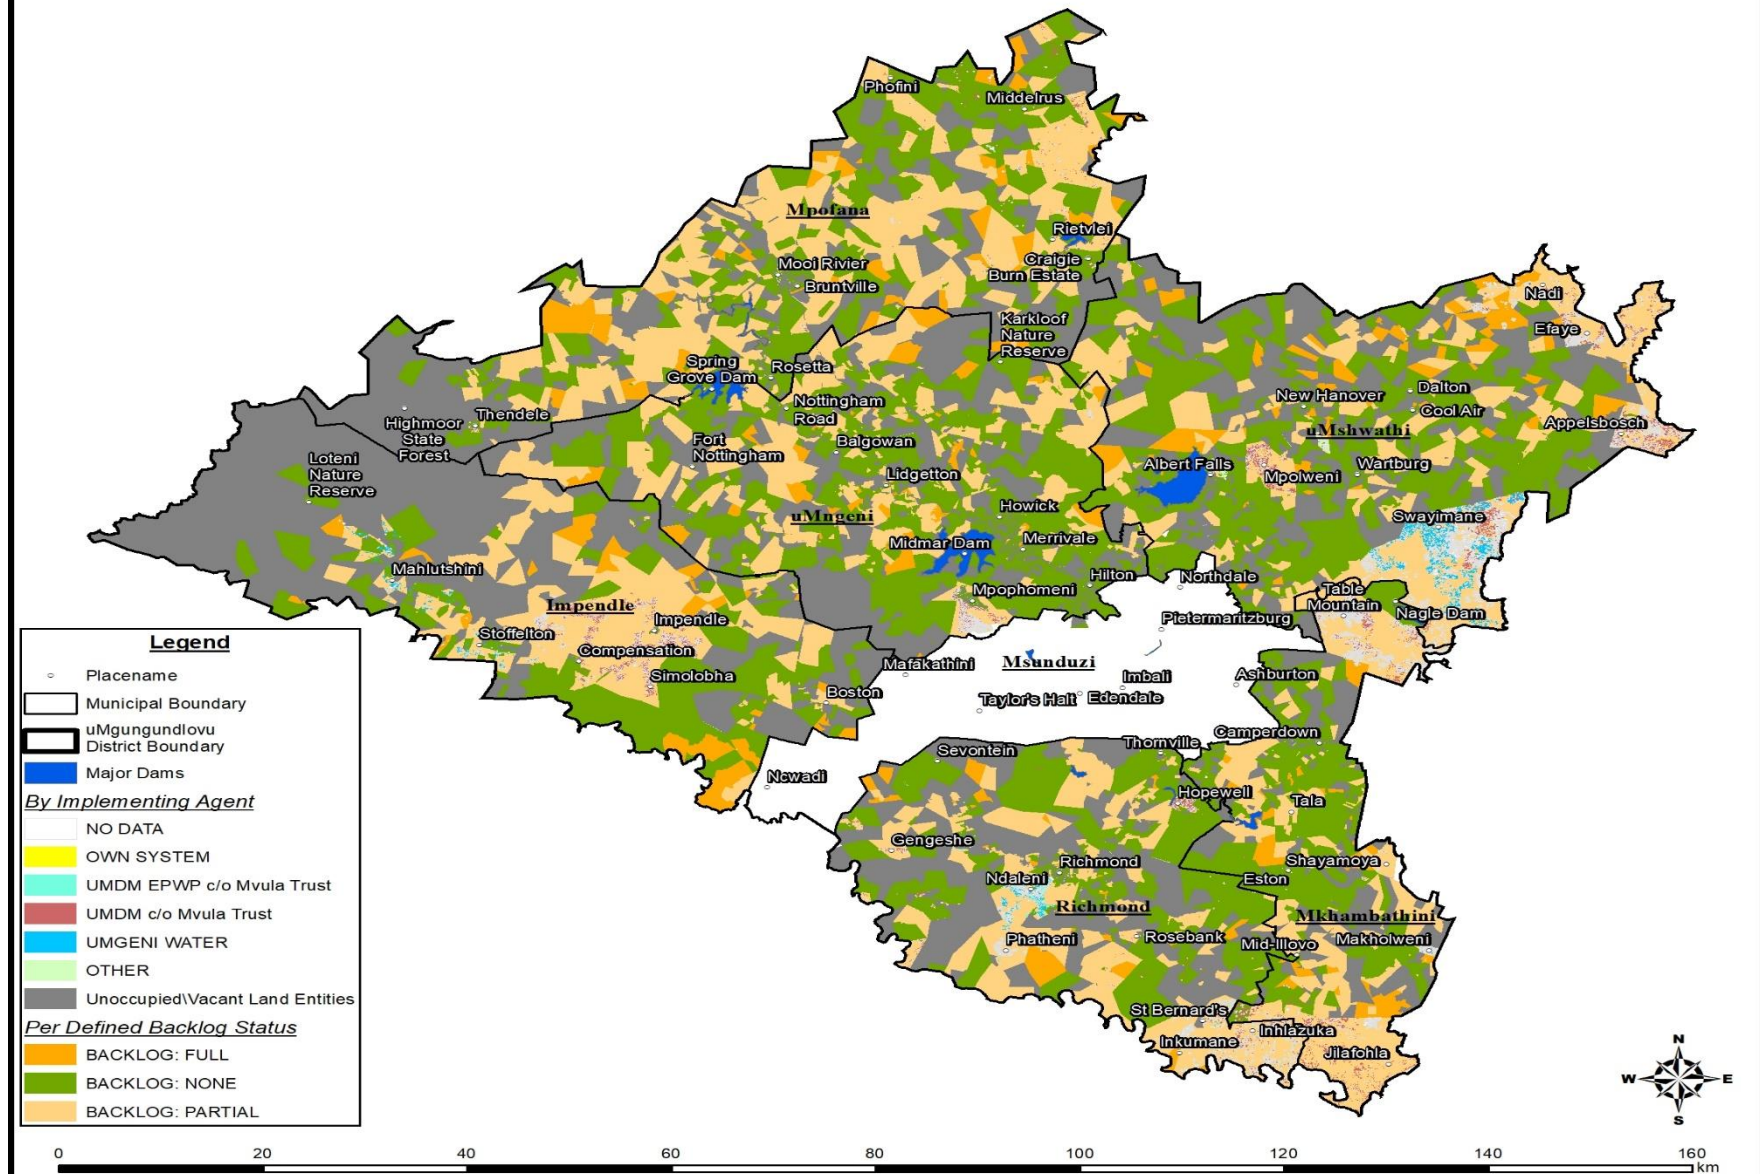 Phofini
Middelrus
Mpofana
Rietvlei
Craigie
Burn Estate
Mooi Rivier
Bruntville
Nadi
Efaye
Karkloof
Nature
Reserve
Spring
Grove Dam
Rosetta
Nottingham
Road
New Hanover
Dalton
Cool Air
Highmoor
State
Forest
Thendele
Appelsbosch
uMshwathi
Fort
Nottingham
Balgowan
Loteni
Nature
Reserve
Lidgetton
Albert Falls
Mpolweni
Wartburg
Howick
uMngeni
Swayimane
Midmar Dam
Merrivale
Mahlutshini
Hilton
Northdale
Mpophomeni
Table
Mountain
Nagle Dam
Impendle
Impendle
Pietermaritzburg
Stoffelton
Compensation
Simolobha
Mafakathini
Msunduzi
Imbali
Ashburton
Boston
Taylor's Halt
Edendale
Camperdown
Thornville
Sevontein
Ncwadi
Hopewell
Tala
Gengeshe
Richmond
Shayamoya
Ndaleni
Eston
Richmond
Mkhambathini
Phatheni
Rosebank
Mid-Illovo
Makholweni
St Bernard's
Inhlazuka
Inkumane
Jilafohla
Legend
Placename
Municipal Boundary
uMgungundlovu
District Boundary
Major Dams
By Implementing Agent
NO DATA
OWN SYSTEM
UMDM EPWP c/o Mvula Trust
UMDM c/o Mvula Trust
UMGENI WATER
OTHER
Unoccupied\Vacant Land Entities
Per Defined Backlog Status
BACKLOG: FULL
BACKLOG: NONE
BACKLOG: PARTIAL
N
W E
S
0 20 40 60 80 100 120 140 160
km